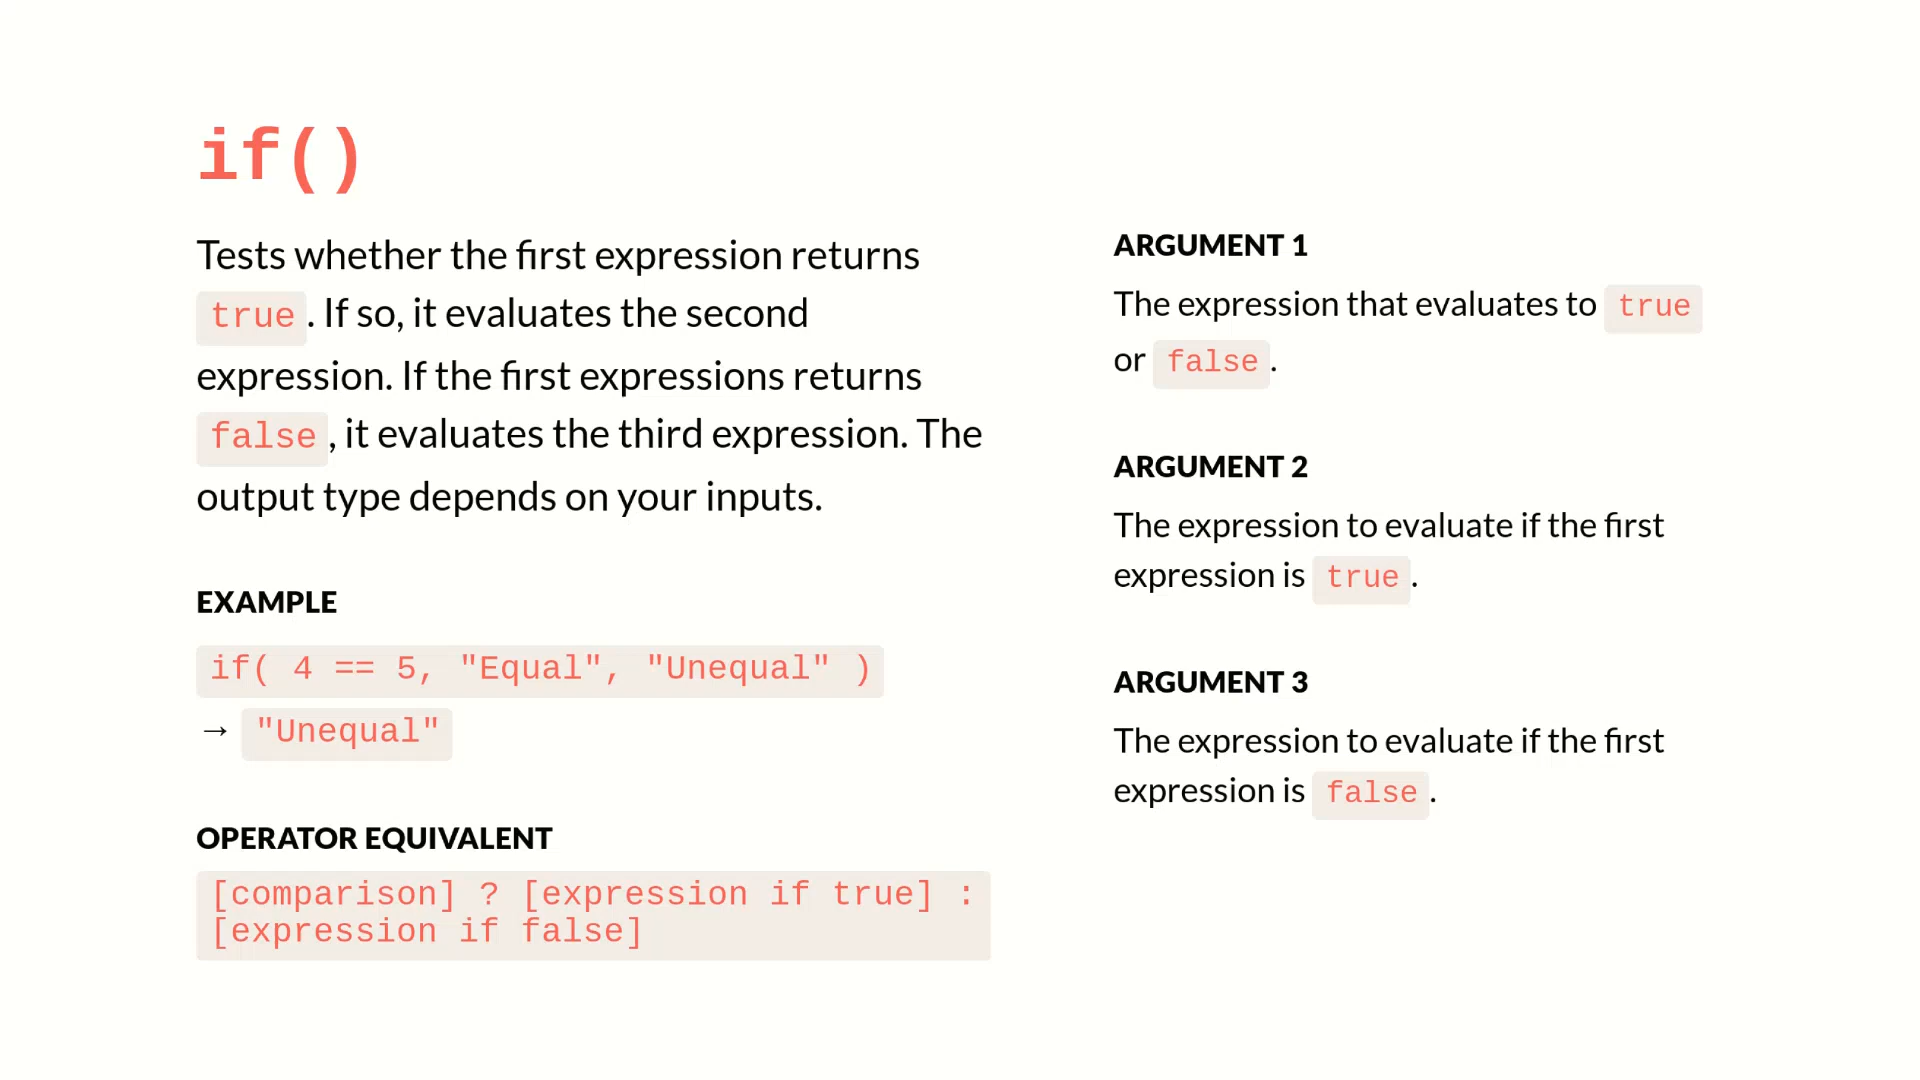 if()
Tests whether the first expression returns
true. If so, it evaluates the second
expression. If the first expressions returns
false, it evaluates the third expression. The
output type depends on your inputs.
EXAMPLE
if( 4 == 5, "Equal", "Unequal" )
→ "Unequal"
OPERATOR EQUIVALENT
[comparison] ? [expression if true] :
[expression if false]
ARGUMENT 1
The expression that evaluates to true
or false.
ARGUMENT 2
The expression to evaluate if the first
expression is true.
ARGUMENT 3
The expression to evaluate if the first
expression is false.